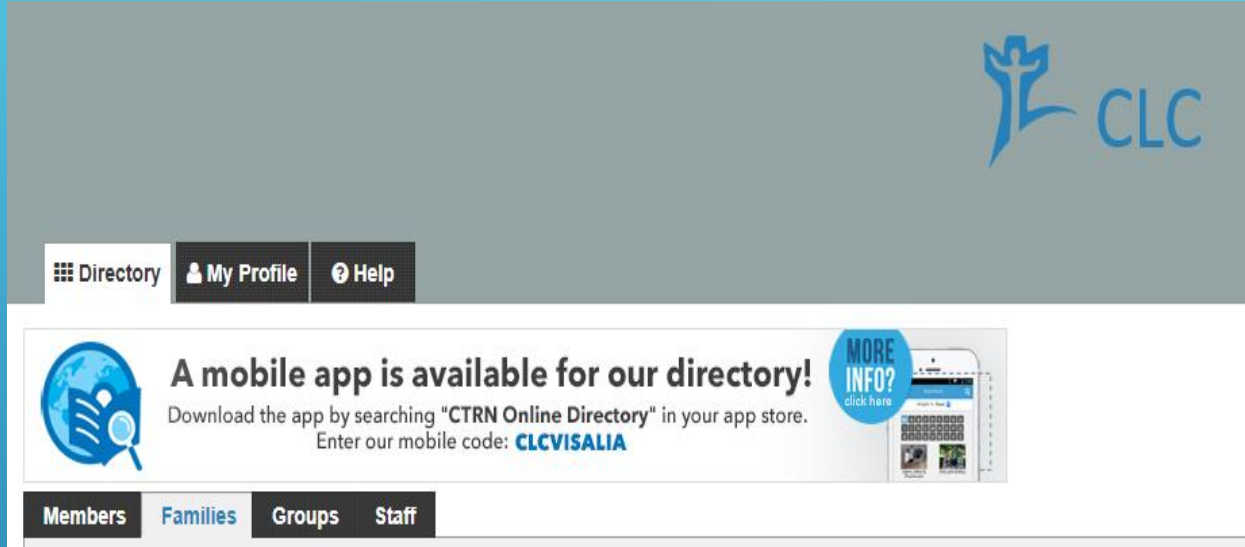 CLC
Directory My Profile Help
A mobile app is available for our directory!
Download the app by searching "CTRN Online Directory" in your app store.
Enter our mobile code: CLCVISALIA
MORE
INFO?
click here
Members Families Groups Staff